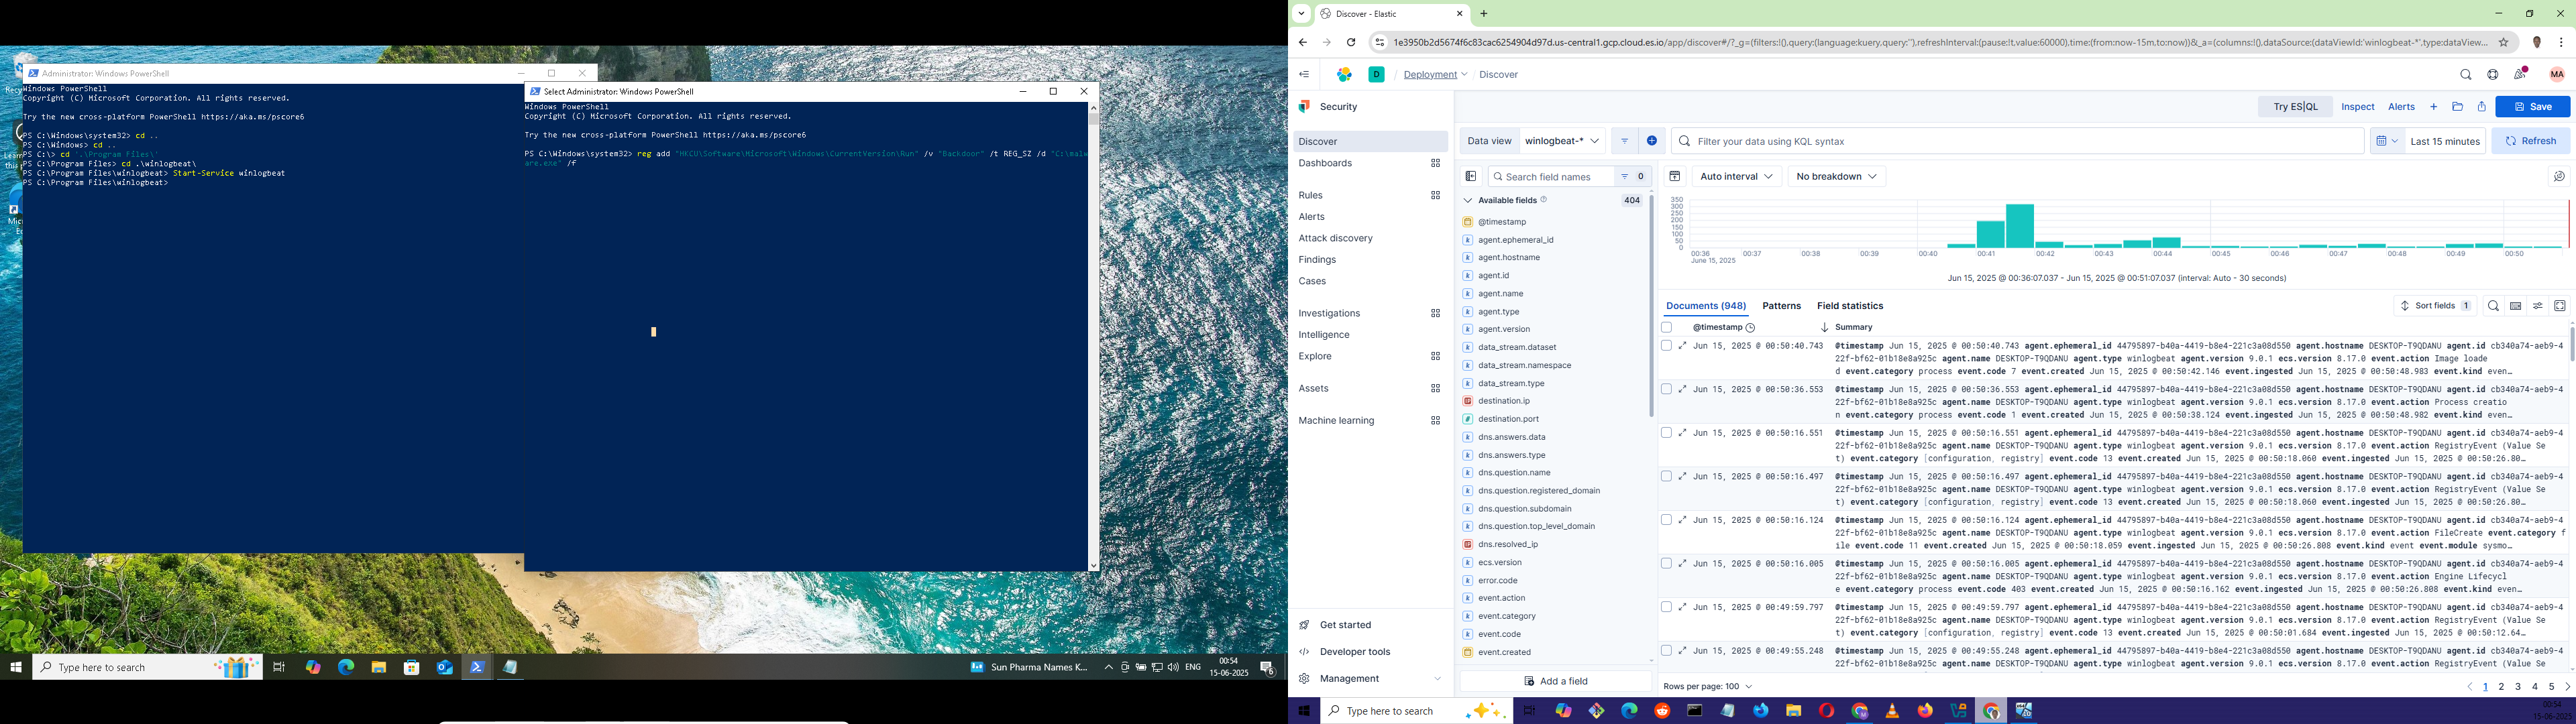 Administrator: Windows PowerShell
Windows PowerShell
Copyright (C) Microsoft Corporation. All rights reserved.
Try the new cross-platform PowerShell https://aka.ms/pscore6
PS C:\Windows\system32> cd ..
PS C:\Windows> cd ..
PS C:\> cd '.\Program Files\'
PS C:\Program Files> cd .\winlogbeat\
PS C:\Program Files\winlogbeat> Start-Service winlogbeat
PS C:\Program Files\winlogbeat>
Select Administrator: Windows PowerShell
Windows PowerShell
Copyright (C) Microsoft Corporation. All rights reserved.
Try the new cross-platform PowerShell https://aka.ms/pscore6
PS C:\Windows\system32> reg add "HKCU\Software\Microsoft\Windows\CurrentVersion\Run" /v "Backdoor" /t REG_SZ /d "C:\malw
are.exe" /f
Type here to search
Sun Pharma Names K...
ENG
00:54
15-06-2025
Discover - Elastic
1e3950b2d5674f6c83cac6254904d97d.us-central1.gcp.cloud.es.io/app/discover#/?_g=(filters:!(),query:(language:kuery,query:''),refreshInterval:(pause:!t,value:60000),time:(from:now-15m,to:now))&_a=(columns:!(),dataSource:(dataViewId:'winlogbeat-*',type:dataView...
D / Deployment / Discover
MA
Security
Discover
Dashboards
Rules
Alerts
Attack discovery
Findings
Cases
Investigations
Intelligence
Explore
Assets
Machine learning
Get started
Developer tools
Management
Try ES|QL
Inspect
Alerts
Save
Data view winlogbeat-*
Filter your data using KQL syntax
Last 15 minutes
Refresh
Search field names
0
Available fields 404
@timestamp
agent.ephemeral_id
agent.hostname
agent.id
agent.name
agent.type
agent.version
data_stream.dataset
data_stream.namespace
data_stream.type
destination.ip
destination.port
dns.answers.data
dns.answers.type
dns.question.name
dns.question.registered_domain
dns.question.subdomain
dns.question.top_level_domain
dns.resolved_ip
ecs.version
error.code
event.action
event.category
event.code
event.created
Add a field
Auto interval
No breakdown
350
300
250
200
150
100
50
0
00:36 00:37 00:38 00:39 00:40 00:41 00:42 00:43 00:44 00:45 00:46 00:47 00:48 00:49 00:50
June 15, 2025
Jun 15, 2025 @ 00:36:07.037 - Jun 15, 2025 @ 00:51:07.037 (interval: Auto - 30 seconds)
Documents (948) Patterns Field statistics
Sort fields 1
@timestamp Summary
Jun 15, 2025 @ 00:50:40.743 @timestamp Jun 15, 2025 @ 00:50:40.743 agent.ephemeral_id 44795897-b40a-4419-b8e4-221c3a08d550 agent.hostname DESKTOP-T9QDANU agent.id cb340a74-aeb9-4
22f-bf62-01b18e8a925c agent.name DESKTOP-T9QDANU agent.type winlogbeat agent.version 9.0.1 ecs.version 8.17.0 event.action Image loade
d event.category process event.code 7 event.created Jun 15, 2025 @ 00:50:42.146 event.ingested Jun 15, 2025 @ 00:50:48.983 event.kind even...
Jun 15, 2025 @ 00:50:36.553 @timestamp Jun 15, 2025 @ 00:50:36.553 agent.ephemeral_id 44795897-b40a-4419-b8e4-221c3a08d550 agent.hostname DESKTOP-T9QDANU agent.id cb340a74-aeb9-4
22f-bf62-01b18e8a925c agent.name DESKTOP-T9QDANU agent.type winlogbeat agent.version 9.0.1 ecs.version 8.17.0 event.action Process creatio
n event.category process event.code 1 event.created Jun 15, 2025 @ 00:50:38.124 event.ingested Jun 15, 2025 @ 00:50:48.982 event.kind even...
Jun 15, 2025 @ 00:50:16.551 @timestamp Jun 15, 2025 @ 00:50:16.551 agent.ephemeral_id 44795897-b40a-4419-b8e4-221c3a08d550 agent.hostname DESKTOP-T9QDANU agent.id cb340a74-aeb9-4
22f-bf62-01b18e8a925c agent.name DESKTOP-T9QDANU agent.type winlogbeat agent.version 9.0.1 ecs.version 8.17.0 event.action RegistryEvent (Value Se
t) event.category [configuration, registry] event.code 13 event.created Jun 15, 2025 @ 00:50:18.060 event.ingested Jun 15, 2025 @ 00:50:26.80...
Jun 15, 2025 @ 00:50:16.497 @timestamp Jun 15, 2025 @ 00:50:16.497 agent.ephemeral_id 44795897-b40a-4419-b8e4-221c3a08d550 agent.hostname DESKTOP-T9QDANU agent.id cb340a74-aeb9-4
22f-bf62-01b18e8a925c agent.name DESKTOP-T9QDANU agent.type winlogbeat agent.version 9.0.1 ecs.version 8.17.0 event.action RegistryEvent (Value Se
t) event.category [configuration, registry] event.code 13 event.created Jun 15, 2025 @ 00:50:18.060 event.ingested Jun 15, 2025 @ 00:50:26.80...
Jun 15, 2025 @ 00:50:16.124 @timestamp Jun 15, 2025 @ 00:50:16.124 agent.ephemeral_id 44795897-b40a-4419-b8e4-221c3a08d550 agent.hostname DESKTOP-T9QDANU agent.id cb340a74-aeb9-4
22f-bf62-01b18e8a925c agent.name DESKTOP-T9QDANU agent.type winlogbeat agent.version 9.0.1 ecs.version 8.17.0 event.action FileCreate event.category f
ile event.code 11 event.created Jun 15, 2025 @ 00:50:18.059 event.ingested Jun 15, 2025 @ 00:50:26.808 event.kind event event.module sysmo...
Jun 15, 2025 @ 00:50:16.005 @timestamp Jun 15, 2025 @ 00:50:16.005 agent.ephemeral_id 44795897-b40a-4419-b8e4-221c3a08d550 agent.hostname DESKTOP-T9QDANU agent.id cb340a74-aeb9-4
22f-bf62-01b18e8a925c agent.name DESKTOP-T9QDANU agent.type winlogbeat agent.version 9.0.1 ecs.version 8.17.0 event.action Engine Lifecycl
e event.category process event.code 403 event.created Jun 15, 2025 @ 00:50:16.162 event.ingested Jun 15, 2025 @ 00:50:26.808 event.kind even...
Jun 15, 2025 @ 00:49:59.797 @timestamp Jun 15, 2025 @ 00:49:59.797 agent.ephemeral_id 44795897-b40a-4419-b8e4-221c3a08d550 agent.hostname DESKTOP-T9QDANU agent.id cb340a74-aeb9-4
22f-bf62-01b18e8a925c agent.name DESKTOP-T9QDANU agent.type winlogbeat agent.version 9.0.1 ecs.version 8.17.0 event.action RegistryEvent (Value Se
t) event.category [configuration, registry] event.code 13 event.created Jun 15, 2025 @ 00:50:01.684 event.ingested Jun 15, 2025 @ 00:50:12.64...
Jun 15, 2025 @ 00:49:55.248 @timestamp Jun 15, 2025 @ 00:49:55.248 agent.ephemeral_id 44795897-b40a-4419-b8e4-221c3a08d550 agent.hostname DESKTOP-T9QDANU agent.id cb340a74-aeb9-4
22f-bf62-01b18e8a925c agent.name DESKTOP-T9QDANU agent.type winlogbeat agent.version 9.0.1 ecs.version 8.17.0 event.action RegistryEvent (Value Se
Rows per page: 100
1 2 3 4 5
Type here to search
00:54